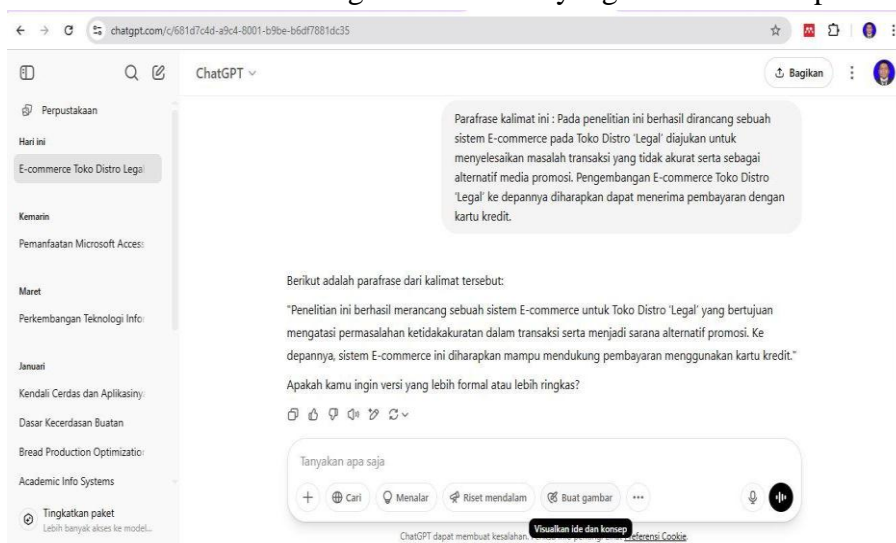 chatgpt.com/c/681d7c4d-a9c4-8001-b9be-b6df7881dc35
ChatGPT
Bagikan
Perpustakaan
Hari ini
E-commerce Toko Distro Legal
Kemarin
Pemanfaatan Microsoft Access
Maret
Perkembangan Teknologi Infor
Januari
Kendali Cerdas dan Aplikasiny
Dasar Kecerdasan Buatan
Bread Production Optimization
Academic Info Systems
Tingkatkan paket
Lebih banyak akses ke model...
Parafrase kalimat ini : Pada penelitian ini berhasil dirancang sebuah
sistem E-commerce pada Toko Distro 'Legal' diajukan untuk
menyelesaikan masalah transaksi yang tidak akurat serta sebagai
alternatif media promosi. Pengembangan E-commerce Toko Distro
'Legal' ke depannya diharapkan dapat menerima pembayaran dengan
kartu kredit.
Berikut adalah parafrase dari kalimat tersebut:
"Penelitian ini berhasil merancang sebuah sistem E-commerce untuk Toko Distro 'Legal' yang bertujuan
mengatasi permasalahan ketidakakuratan dalam transaksi serta menjadi sarana alternatif promosi. Ke
depannya, sistem E-commerce ini diharapkan mampu mendukung pembayaran menggunakan kartu kredit."
Apakah kamu ingin versi yang lebih formal atau lebih ringkas?
Tanyakan apa saja
Cari
Menalar
Riset mendalam
Buat gambar
Visualkan ide dan konsep
ChatGPT dapat membuat kesalahan.
Preferensi Cookie.